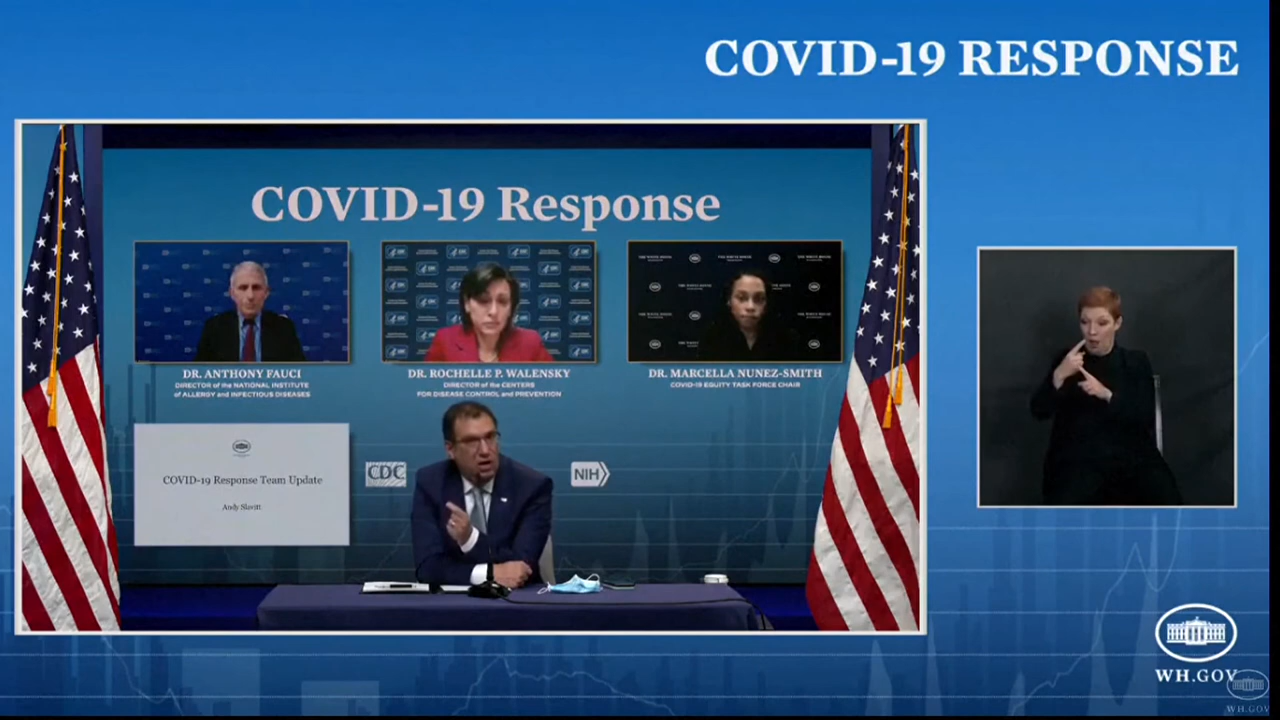 COVID-19 RESPONSE
COVID-19 Response
DR. ANTHONY FAUCI
DIRECTOR of the NATIONAL INSTITUTE
of ALLERGY and INFECTIOUS DISEASES
DR. ROCHELLE P. WALENSKY
DIRECTOR of the CENTERS
FOR DISEASE CONTROL and PREVENTION
DR. MARCELLA NUNEZ-SMITH
COVID-19 EQUITY TASK FORCE CHAIR
COVID-19 Response Team Update
Andy Slavitt
CDC
NIH
WH.GOV
WH.GOV